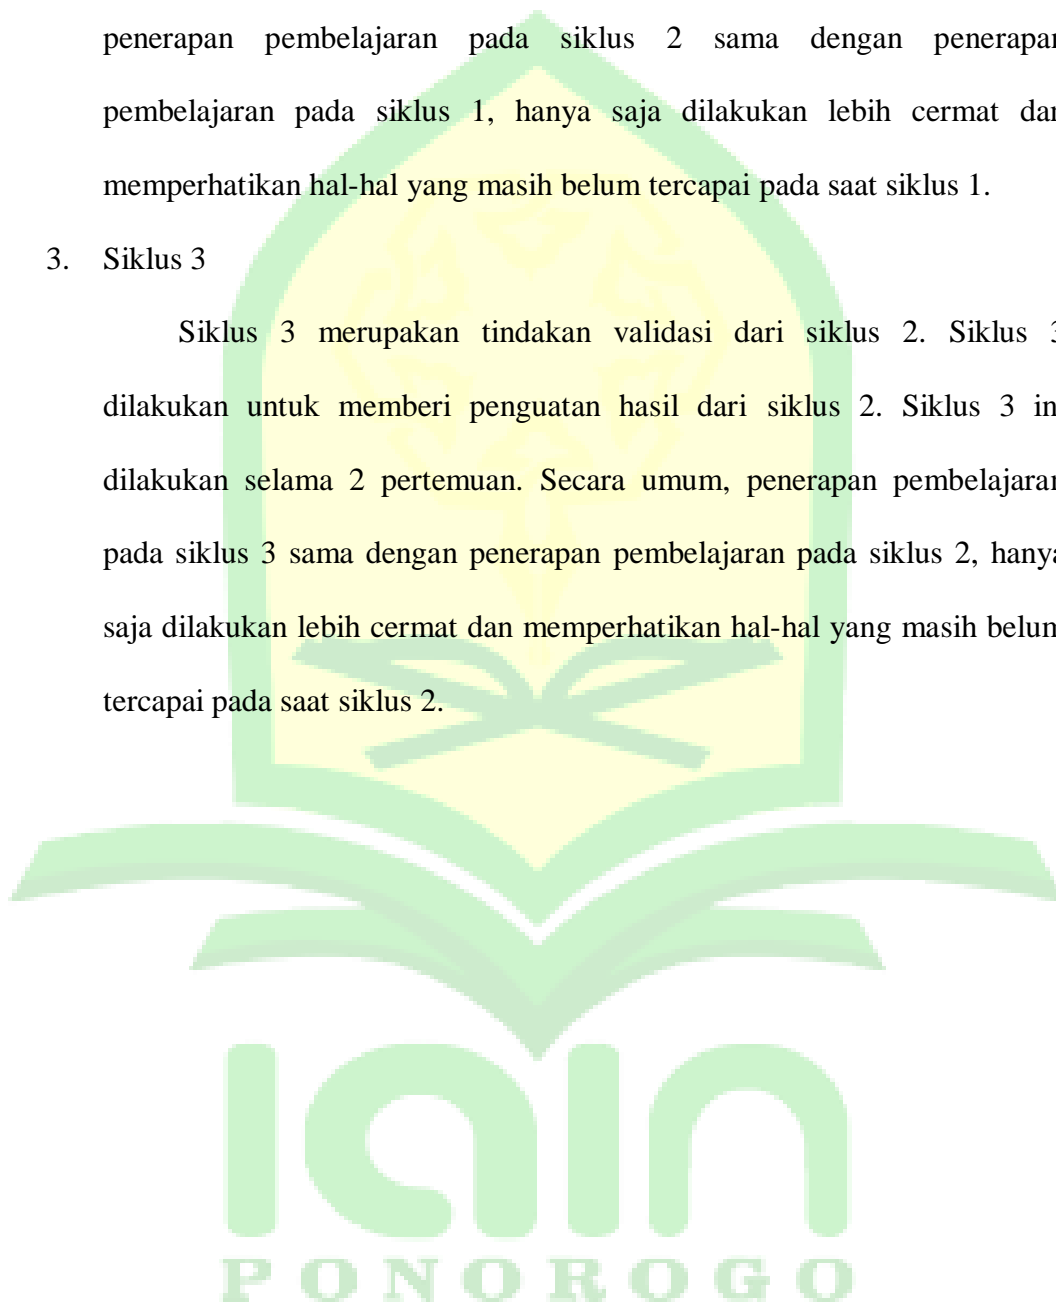 penerapan pembelajaran pada siklus 2 sama dengan penerapan
pembelajaran pada siklus 1, hanya saja dilakukan lebih cermat dan
memperhatikan hal-hal yang masih belum tercapai pada saat siklus 1.
3. Siklus 3
Siklus 3 merupakan tindakan validasi dari siklus 2. Siklus 3
dilakukan untuk memberi penguatan hasil dari siklus 2. Siklus 3 ini
dilakukan selama 2 pertemuan. Secara umum, penerapan pembelajaran
pada siklus 3 sama dengan penerapan pembelajaran pada siklus 2, hanya
saja dilakukan lebih cermat dan memperhatikan hal-hal yang masih belum
tercapai pada saat siklus 2.
IAIN
PONOROGO